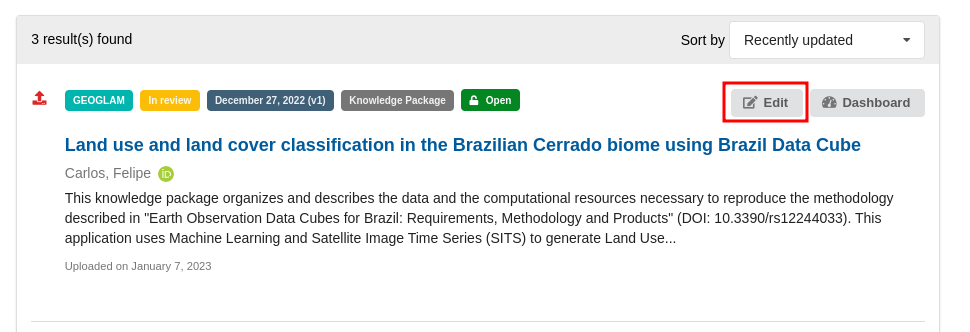 3 result(s) found
Sort by Recently updated
GEOGLAM In review December 27, 2022 (v1) Knowledge Package Open Edit Dashboard
Land use and land cover classification in the Brazilian Cerrado biome using Brazil Data Cube
Carlos, Felipe iD
This knowledge package organizes and describes the data and the computational resources necessary to reproduce the methodology
described in "Earth Observation Data Cubes for Brazil: Requirements, Methodology and Products" (DOI: 10.3390/rs12244033). This
application uses Machine Learning and Satellite Image Time Series (SITS) to generate Land Use...
Uploaded on January 7, 2023